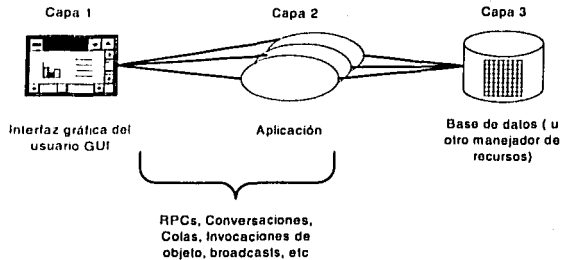 Capa 1
Capa 2
Capa 3
Interfaz gráfica del
usuario GUI
Aplicación
Base de datos ( u
otro manejador de
recursos)
RPCs, Conversaciones,
Colas, Invocaciones de
objeto, broadcasts, etc